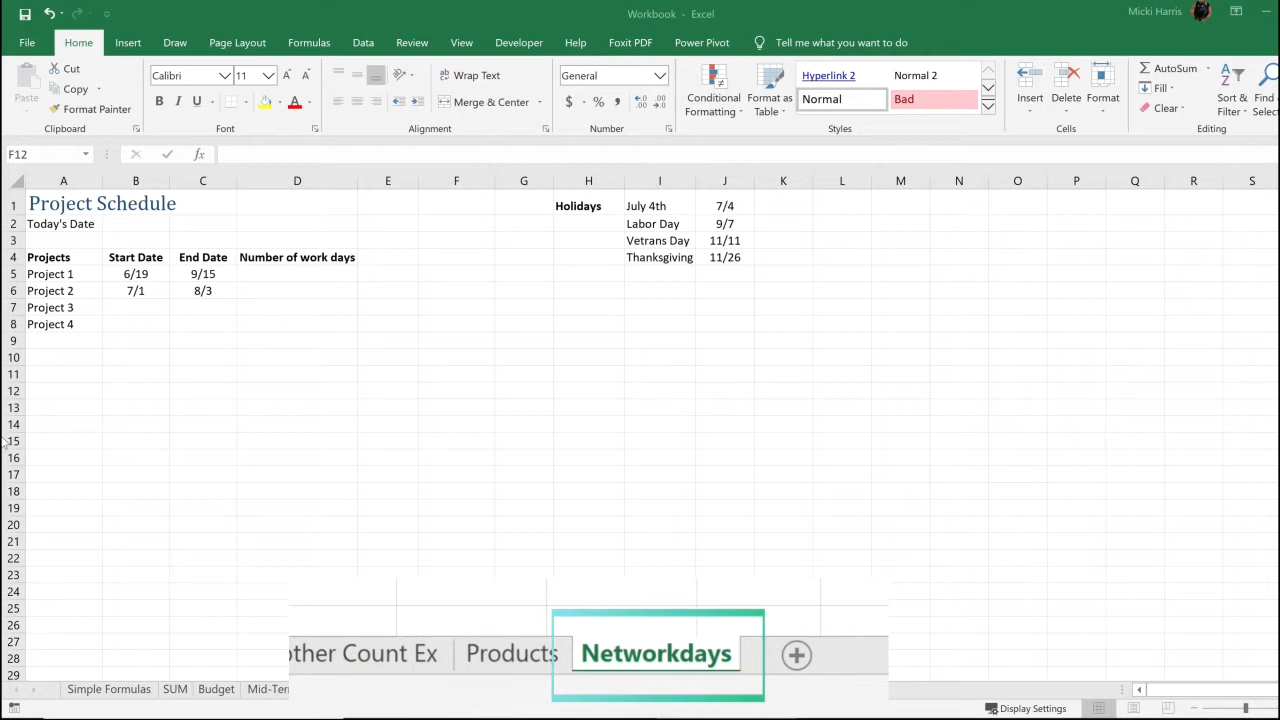 Workbook - Excel
Micki Harris
File Home Insert Draw Page Layout Formulas Data Review View Developer Help Foxit PDF Power Pivot Tell me what you want to do
Cut
Copy
Format Painter
Paste
Clipboard
Calibri 11
B I U
Font
Wrap Text
Merge & Center
Alignment
General
$ % ,
Number
Conditional Formatting
Format as Table
Hyperlink 2 Normal 2
Normal Bad
Styles
Insert Delete Format
Cells
AutoSum
Fill
Clear
Sort & Filter
Find
Editing
F12 fx
A B C D E F G H I J K L M N O P Q R S
1 Project Schedule Holidays July 4th 7/4
2 Today's Date Labor Day 9/7
3 Vetrans Day 11/11
4 Projects Start Date End Date Number of work days Thanksgiving 11/26
5 Project 1 6/19 9/15
6 Project 2 7/1 8/3
7 Project 3
8 Project 4
9
10
11
12
13
14
15
16
17
18
19
20
21
22
23
24
25
26
27
28
29
other Count Ex Products Networkdays
Simple Formulas SUM Budget Mid-Ter
Display Settings